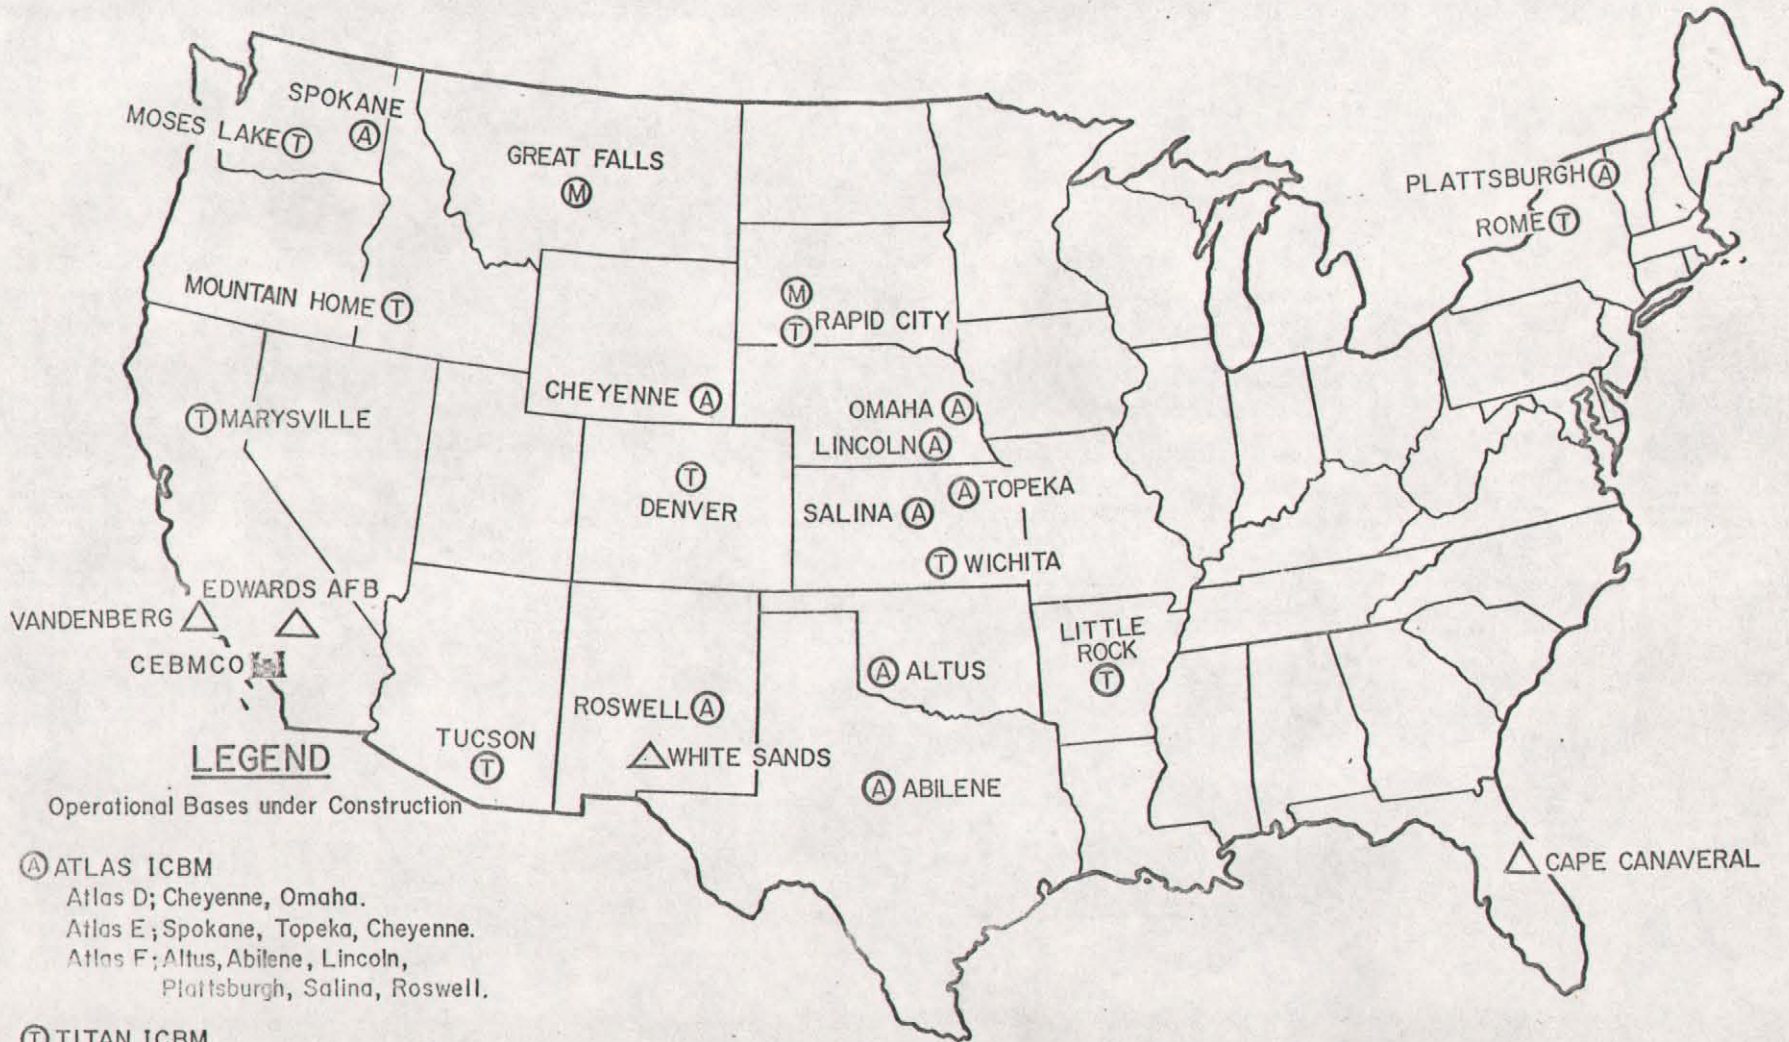 SPOKANE
Ⓐ
MOSES LAKE Ⓣ
GREAT FALLS
Ⓜ
PLATTSBURGH Ⓐ
ROME Ⓣ
MOUNTAIN HOME Ⓣ
Ⓜ
Ⓣ RAPID CITY
CHEYENNE Ⓐ
OMAHA Ⓐ
LINCOLN Ⓐ
Ⓣ MARYSVILLE
Ⓣ
DENVER
Ⓐ TOPEKA
SALINA Ⓐ
Ⓣ WICHITA
EDWARDS AFB
VANDENBERG
CEBMCO
LITTLE
ROCK
Ⓣ
Ⓐ ALTUS
ROSWELL Ⓐ
TUCSON
Ⓣ
WHITE SANDS
Ⓐ ABILENE
CAPE CANAVERAL
LEGEND
Operational Bases under Construction
Ⓐ ATLAS ICBM
Atlas D; Cheyenne, Omaha.
Atlas E; Spokane, Topeka, Cheyenne.
Atlas F; Altus, Abilene, Lincoln,
Plattsburgh, Salina, Roswell.
Ⓣ TITAN ICBM